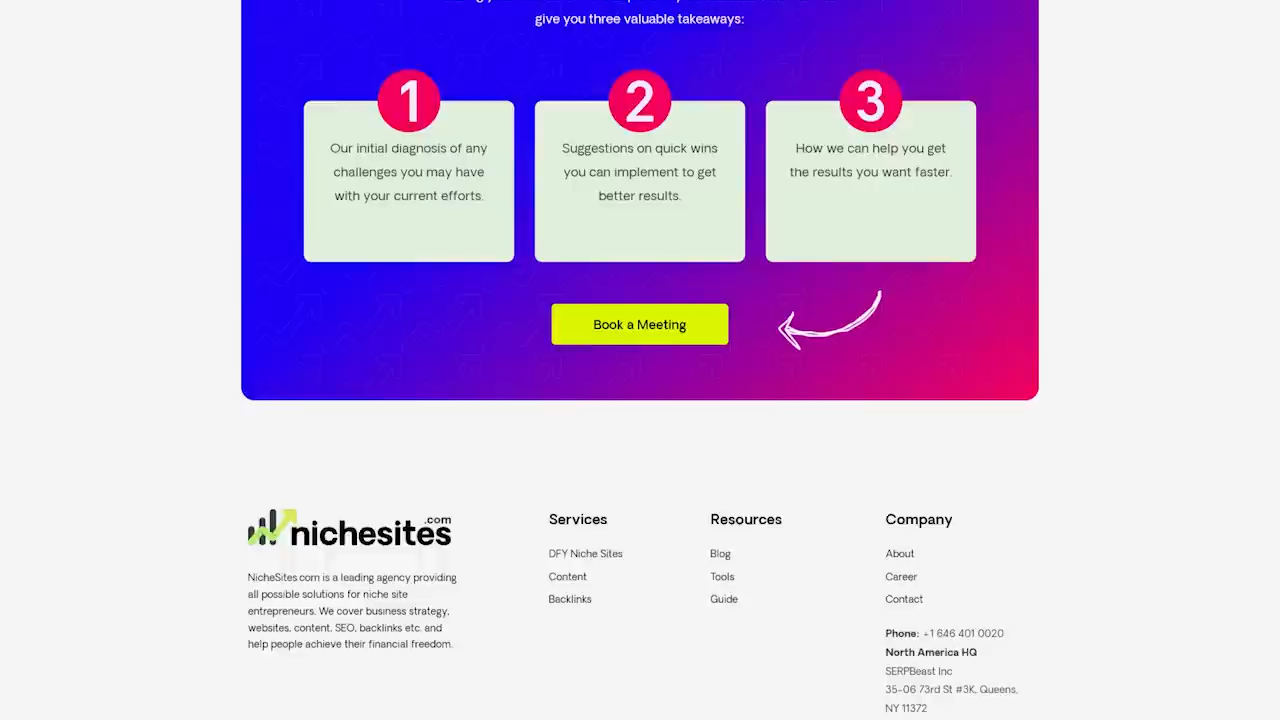 give you three valuable takeaways:
1
2
3
Our initial diagnosis of any
challenges you may have
with your current efforts.
Suggestions on quick wins
you can implement to get
better results.
How we can help you get
the results you want faster.
Book a Meeting
nichesites.com
NicheSites.com is a leading agency providing
all possible solutions for niche site
entrepreneurs. We cover business strategy,
websites, content, SEO, backlinks etc. and
help people achieve their financial freedom.
Services
DFY Niche Sites
Content
Backlinks
Resources
Blog
Tools
Guide
Company
About
Career
Contact
Phone: +1 646 401 0020
North America HQ
SERPBeast Inc
35-06 73rd St #3K, Queens,
NY 11372